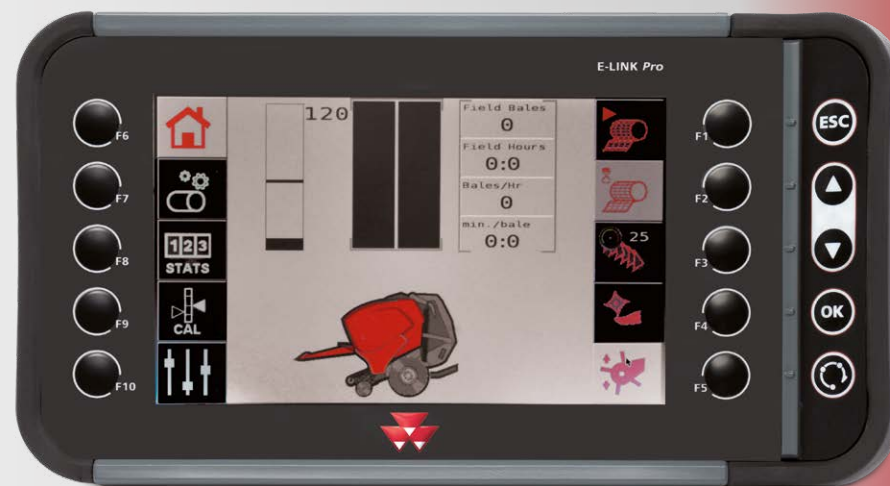 E-LINK Pro
F6
F7
F8
F9
F10
123
STATS
CAL
120
Field Bales
0
Field Hours
0:0
Bales/Hr
0
min./bale
0:0
25
F1
F2
F3
F4
F5
ESC
OK